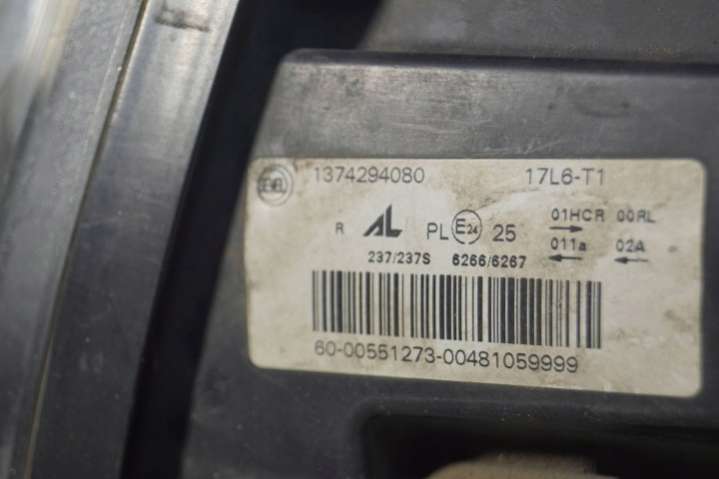 1374294080 17L6-T1
R AL PL E24 25 01HCR 00RL
011a 02A
237/237S 6266/6267
60-00551273-00481059999